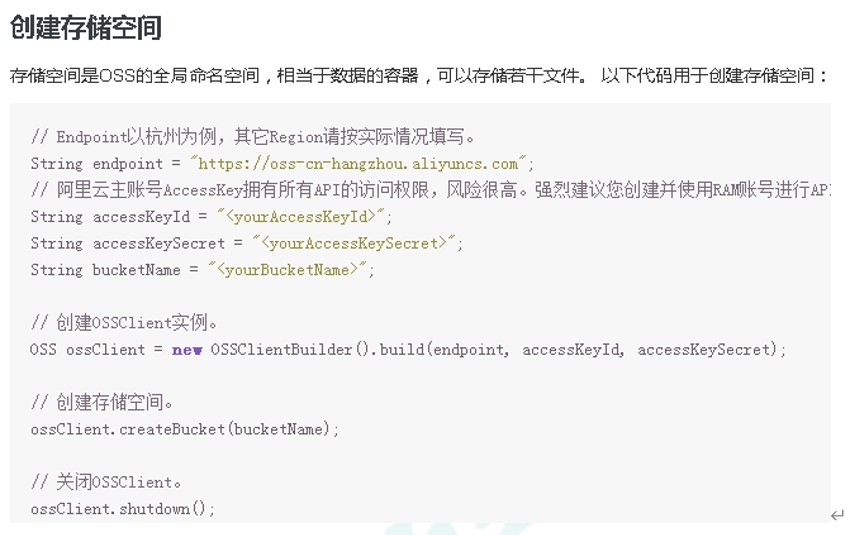 创建存储空间
存储空间是OSS的全局命名空间，相当于数据的容器，可以存储若干文件。 以下代码用于创建存储空间：
// Endpoint以杭州为例，其它Region请按实际情况填写。
String endpoint = "https://oss-cn-hangzhou.aliyuncs.com";
// 阿里云主账号AccessKey拥有所有API的访问权限，风险很高。强烈建议您创建并使用RAM账号进行API
String accessKeyId = "<yourAccessKeyId>";
String accessKeySecret = "<yourAccessKeySecret>";
String bucketName = "<yourBucketName>";
// 创建OSSClient实例。
OSS ossClient = new OSSClientBuilder().build(endpoint, accessKeyId, accessKeySecret);
// 创建存储空间。
ossClient.createBucket(bucketName);
// 关闭OSSClient。
ossClient.shutdown();